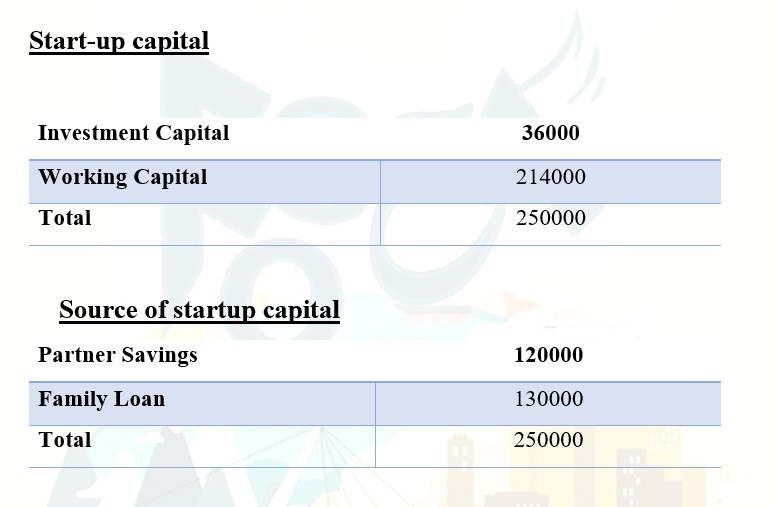 Start-up capital
Investment Capital 36000
Working Capital 214000
Total 250000
Source of startup capital
Partner Savings 120000
Family Loan 130000
Total 250000